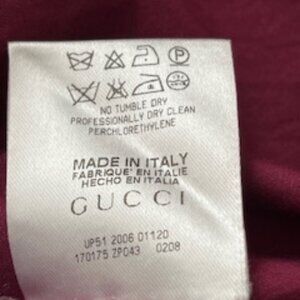 NO TUMBLE DRY
PROFESSIONALLY DRY CLEAN
PERCHLORETHYLENE
MADE IN ITALY
FABRIQUE' EN ITALIE
HECHO EN ITALIA
GUCCI
UP51 2006 01120
170175 ZP043 0208